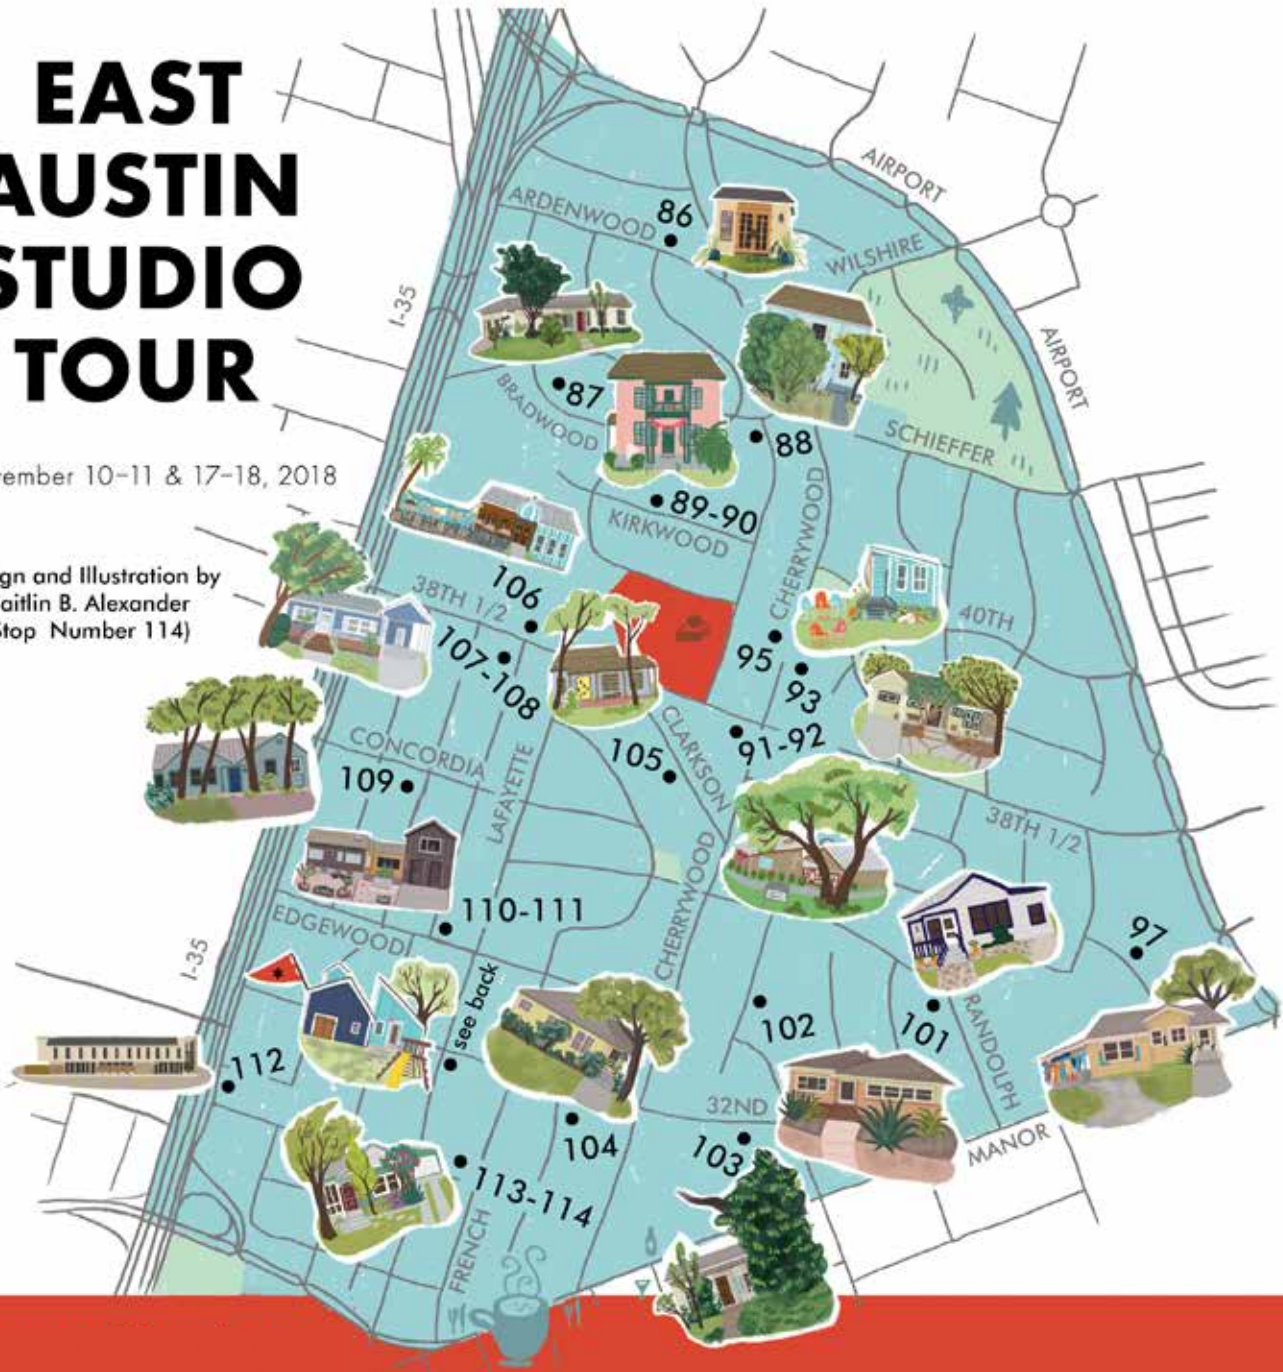 EAST
AUSTIN
STUDIO
TOUR
vember 10–11 & 17–18, 2018
gn and Illustration by
aitlin B. Alexander
Stop Number 114)
AIRPORT
ARDENWOOD
86
WILSHIRE
I-35
AIRPORT
BRADWOOD
87
88
SCHIEFFER
89-90
KIRKWOOD
CHERRYWOOD
106
38TH 1/2
107-108
40TH
95
93
91-92
CLARKSON
105
CONCORDIA
109
LAFAYETTE
38TH 1/2
CHERRYWOOD
110-111
EDGEWOOD
97
I-35
see back
102
101
RANDOLPH
112
32ND
MANOR
104
103
113-114
FRENCH